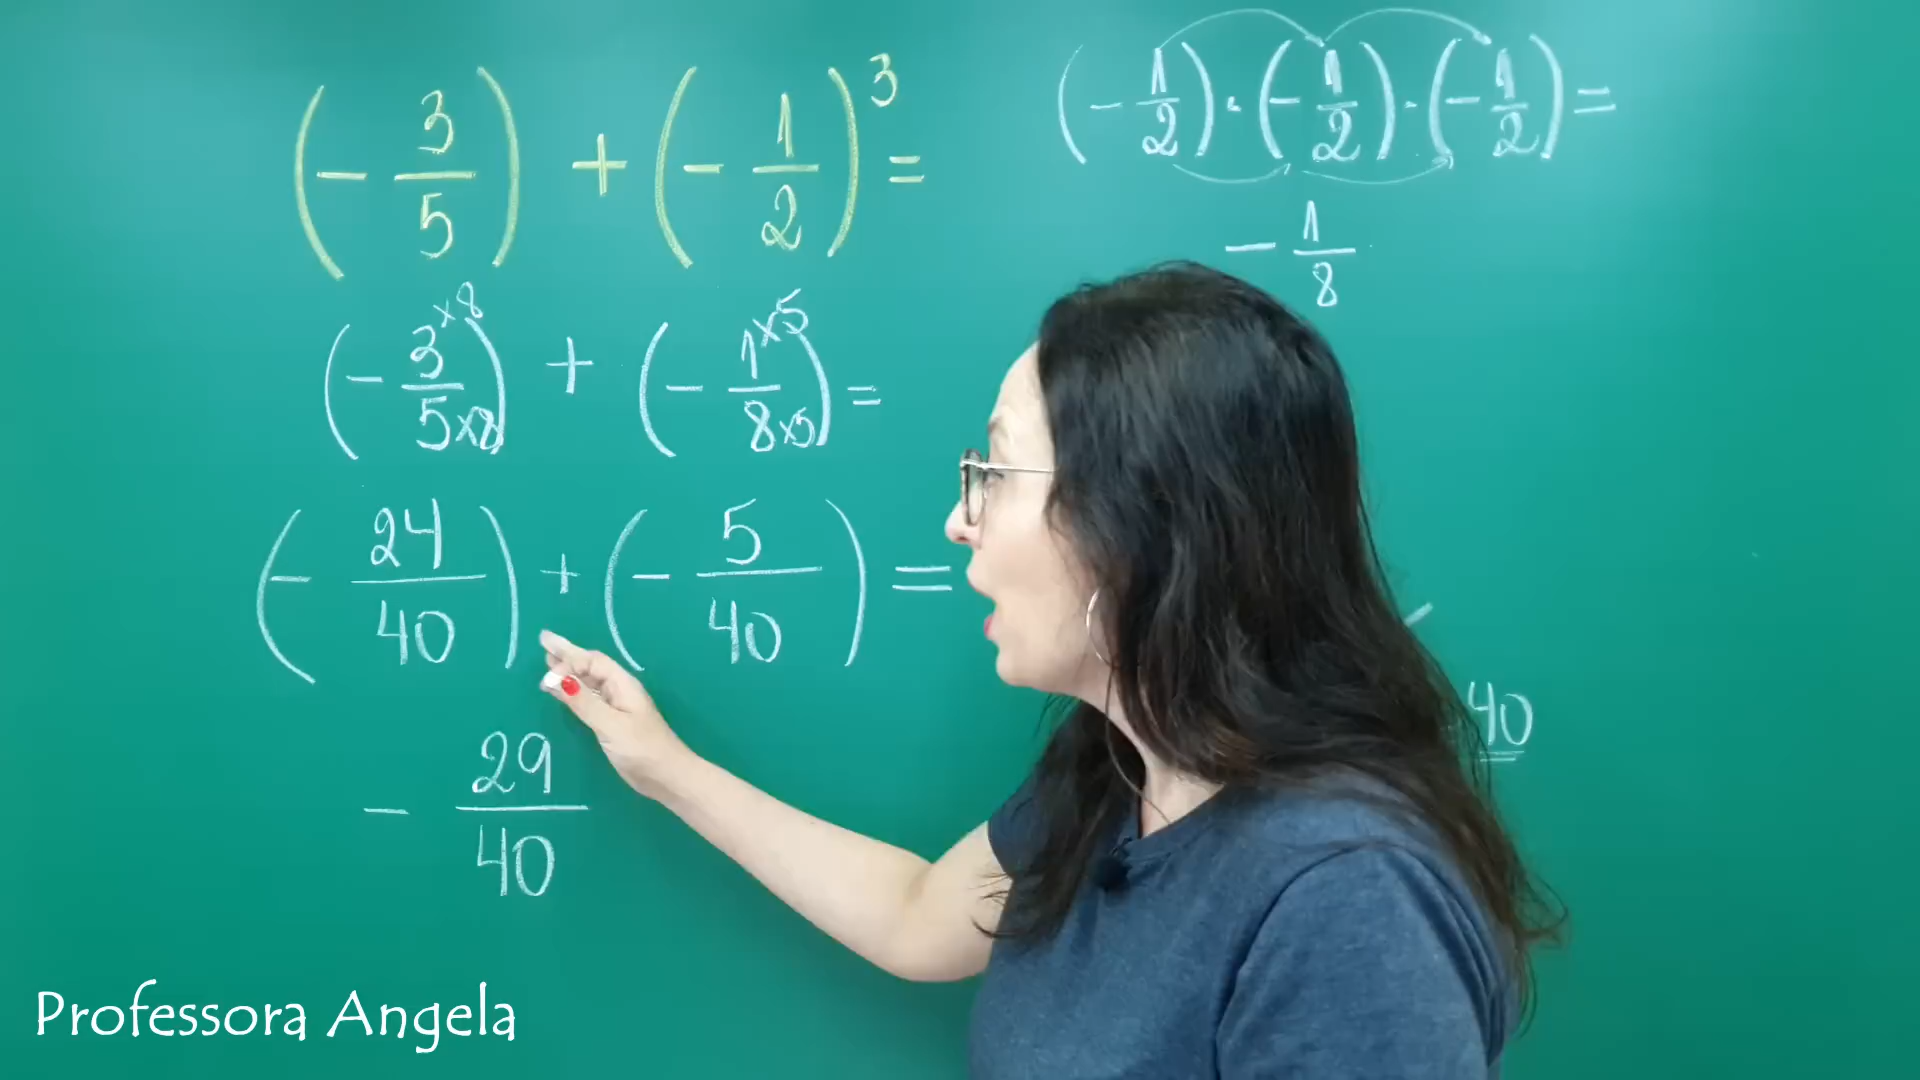 (- 3/5) + (- 1/2)³ =
(- 1/2) · (- 1/2) · (- 1/2) =
- 1/8
(- 3×8/5×8) + (- 1×5/8×5) =
(- 24/40) + (- 5/40) =
40
- 29/40
Professora Angela